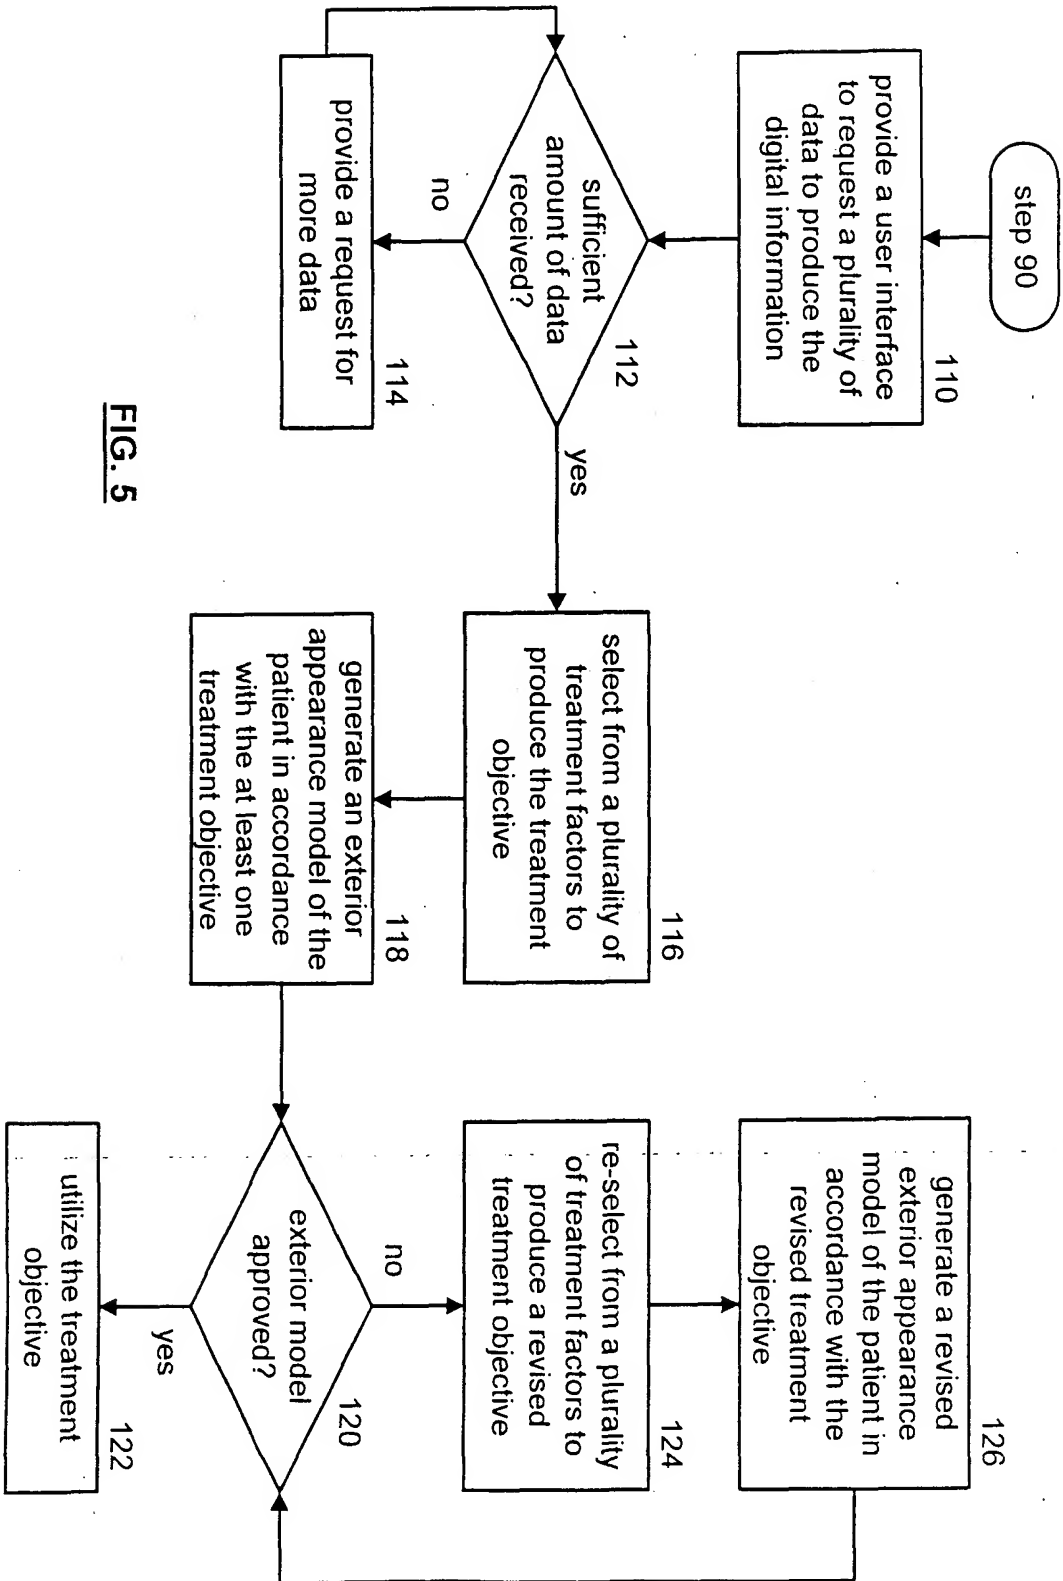 step 90
110
provide a user interface
to request a plurality of
data to produce the
digital information
112
sufficient
amount of data
received?
no
yes
114
provide a request for
more data
116
select from a plurality of
treatment factors to
produce the treatment
objective
118
generate an exterior
appearance model of the
patient in accordance
with the at least one
treatment objective
120
exterior model
approved?
no
yes
122
utilize the treatment
objective
124
re-select from a plurality
of treatment factors to
produce a revised
treatment objective
126
generate a revised
exterior appearance
model of the patient in
accordance with the
revised treatment
objective
FIG. 5